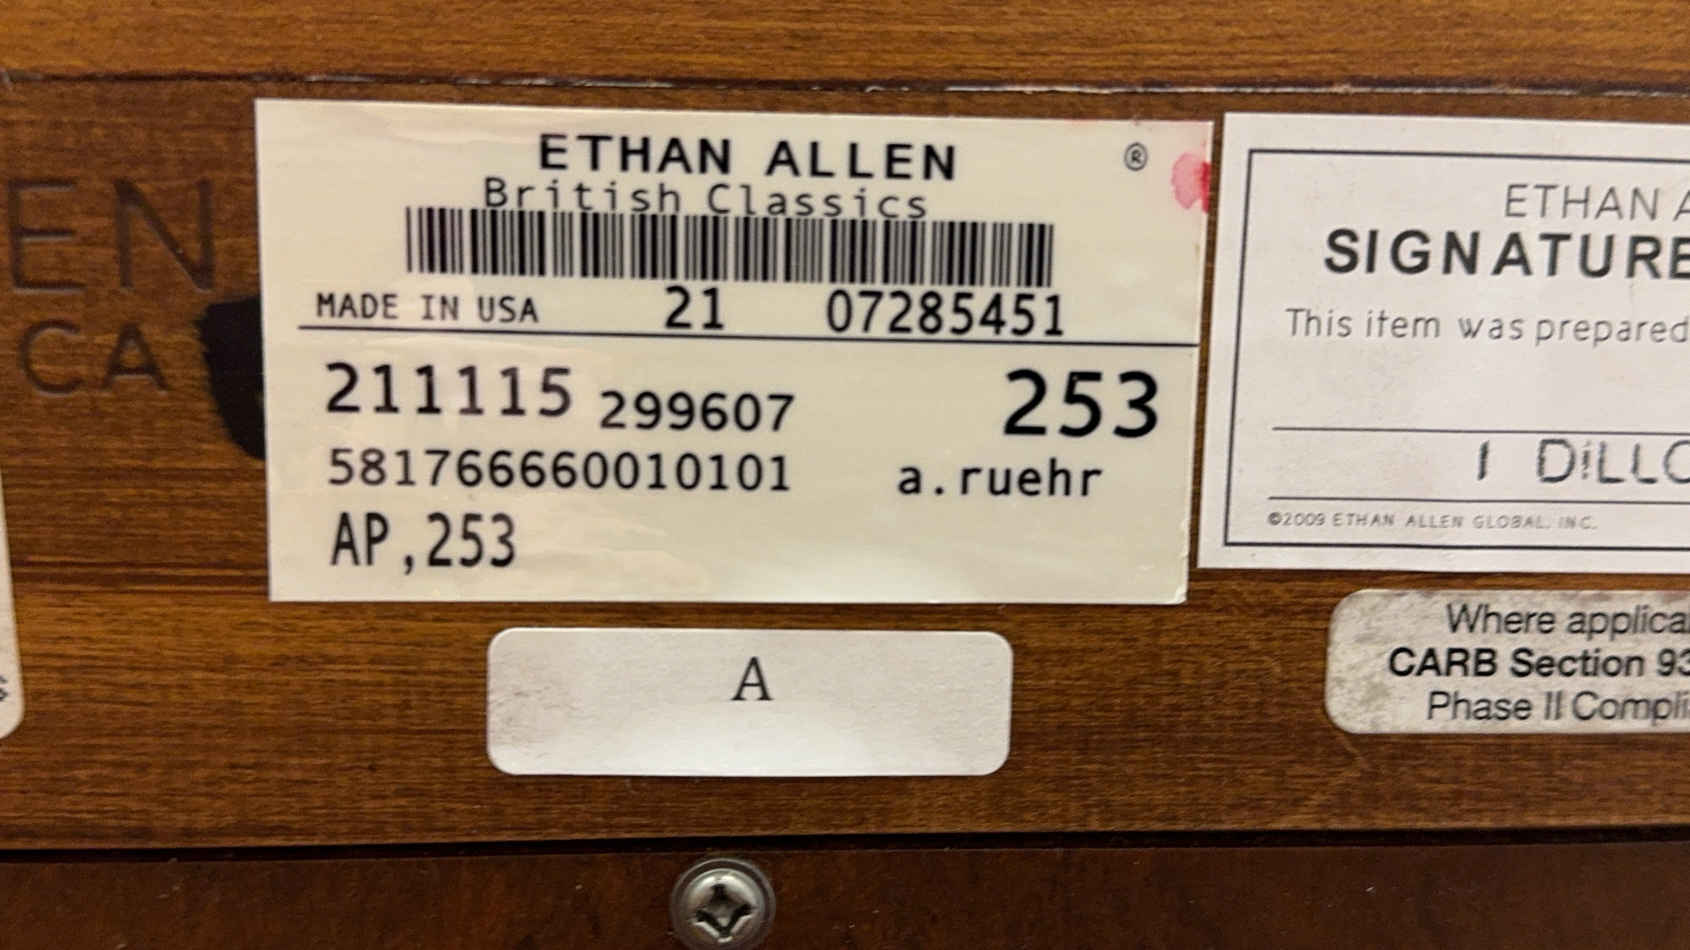 EN
CA
ETHAN ALLEN ®
British Classics
MADE IN USA 21 07285451
211115 299607 253
581766660010101 a.ruehr
AP,253
A
ETHAN A
SIGNATURE
This item was prepared
I DiLLO
©2009 ETHAN ALLEN GLOBAL, INC.
Where applica
CARB Section 93
Phase II Compli